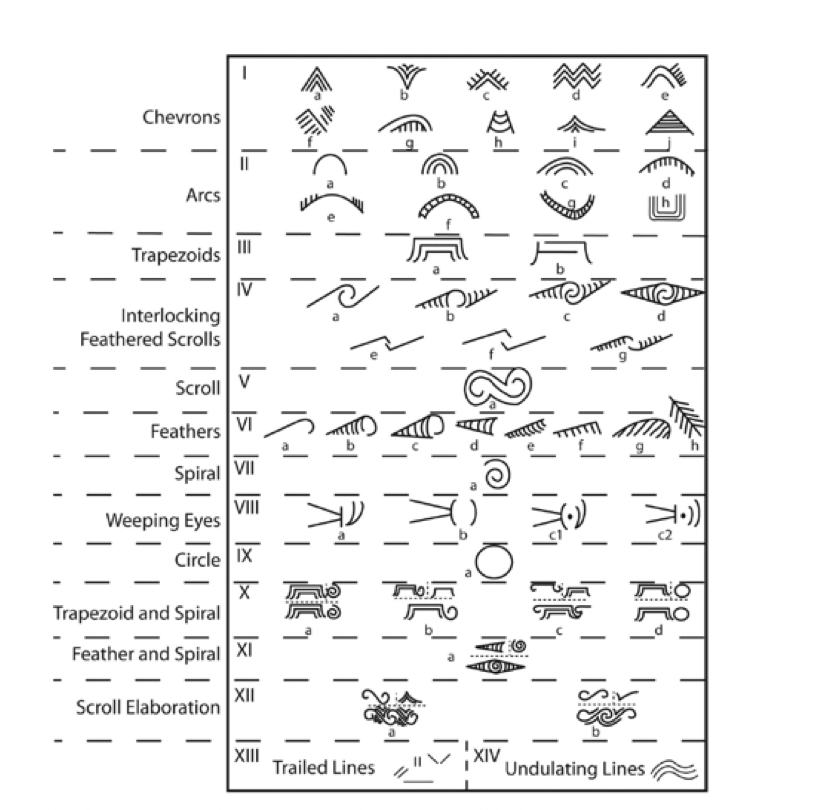 I
a b c d e
Chevrons
f g h i j
II
a b c d
Arcs
e f g h
Trapezoids III
a b
IV
a b c d
Interlocking
Feathered Scrolls
e f g
Scroll V
a
Feathers VI
a b c d e f g h
Spiral VII
a
Weeping Eyes VIII
a b c1 c2
Circle IX
a
X
Trapezoid and Spiral
a b c d
Feather and Spiral XI
a
Scroll Elaboration XII
a b
XIII Trailed Lines XIV Undulating Lines